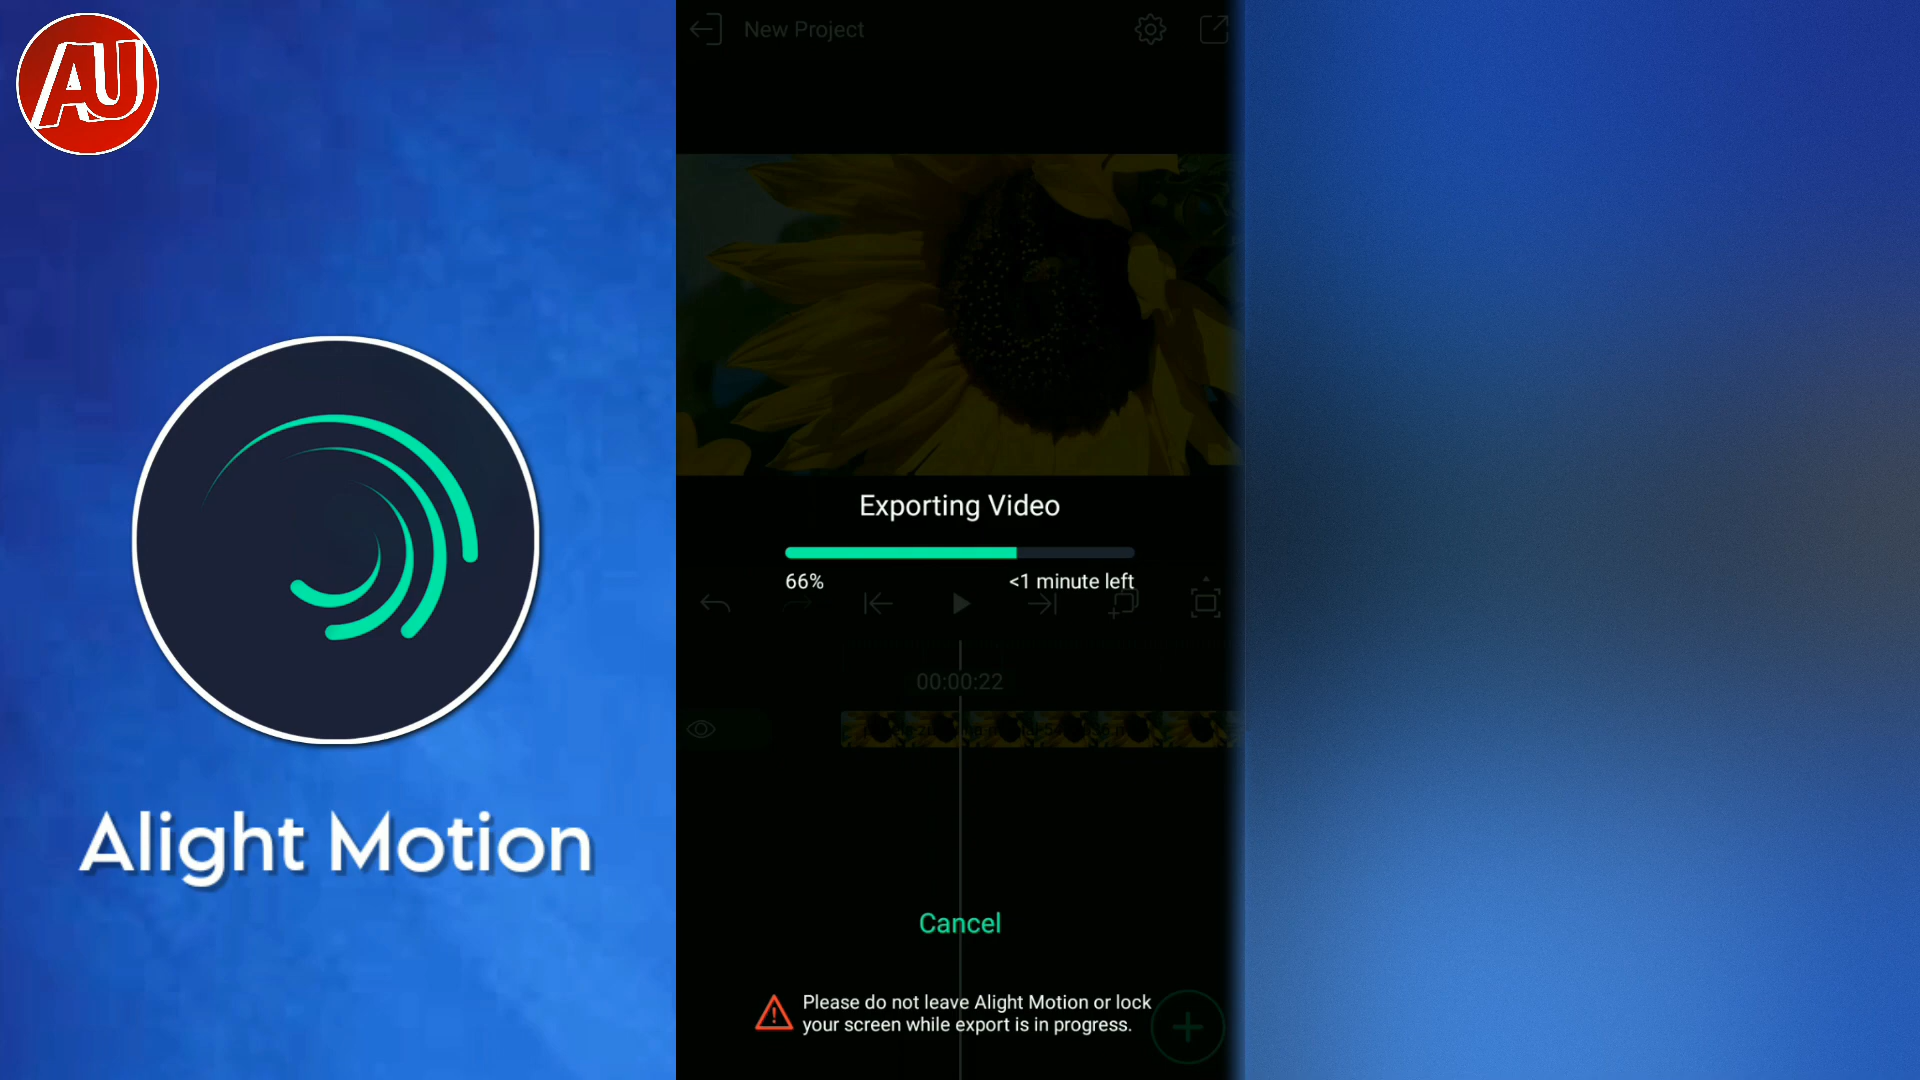 AU
New Project
Exporting Video
66%
<1 minute left
00:00:22
Cancel
Please do not leave Alight Motion or lock
your screen while export is in progress.
Alight Motion